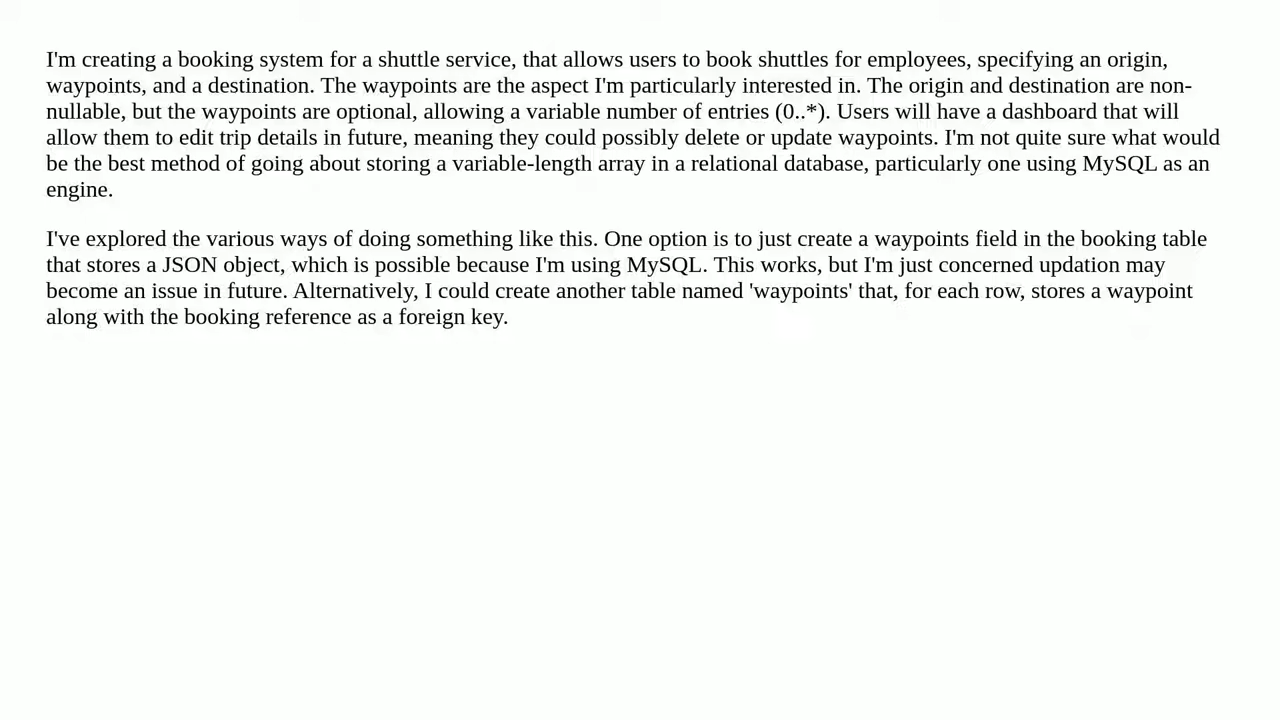 I'm creating a booking system for a shuttle service, that allows users to book shuttles for employees, specifying an origin,
waypoints, and a destination. The waypoints are the aspect I'm particularly interested in. The origin and destination are non-
nullable, but the waypoints are optional, allowing a variable number of entries (0..*). Users will have a dashboard that will
allow them to edit trip details in future, meaning they could possibly delete or update waypoints. I'm not quite sure what would
be the best method of going about storing a variable-length array in a relational database, particularly one using MySQL as an
engine.
I've explored the various ways of doing something like this. One option is to just create a waypoints field in the booking table
that stores a JSON object, which is possible because I'm using MySQL. This works, but I'm just concerned updation may
become an issue in future. Alternatively, I could create another table named 'waypoints' that, for each row, stores a waypoint
along with the booking reference as a foreign key.